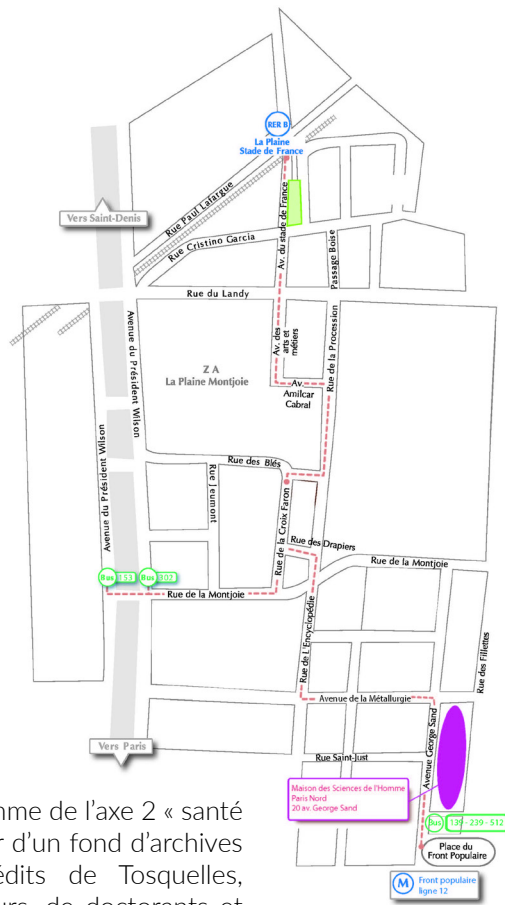 RER B
La Plaine
Stade de France
Vers Saint-Denis
Rue Paul Lafargue
Rue Cristino Garcia
Av. du stade de France
Passage Boise
Rue du Landy
Avenue du Président Wilson
Av. des
arts et
métiers
Rue de la Procession
Z A
La Plaine Montjoie
Av.
Amilcar
Cabral
Avenue du Président Wilson
Rue des Blés
Rue Jeumont
Rue de la Croix Faron
Rue des Drapiers
Rue de la Montjoie
Bus 153
Bus 302
Rue de la Montjoie
Rue de L'Encyclopédie
Rue des Fillettes
Avenue de la Métallurgie
Avenue George Sand
Vers Paris
Rue Saint-Just
Maison des Sciences de l'Homme
Paris Nord
20 av. George Sand
Bus 139 - 239 - 512
Place du
Front Populaire
M Front populaire
ligne 12
mme de l'axe 2 « santé
r d'un fond d'archives
édits de Tosquelles,
urs, de doctorants et